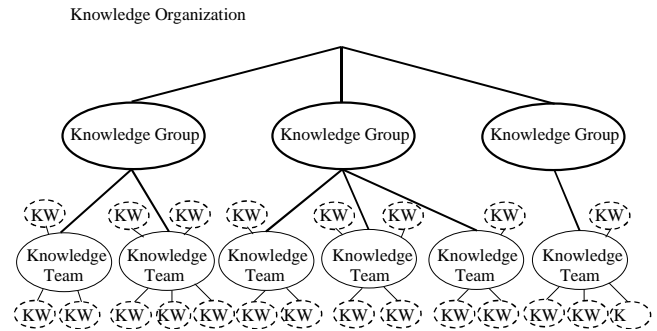 Knowledge Organization
Knowledge Group Knowledge Group Knowledge Group
KW KW KW KW KW KW KW KW
Knowledge Knowledge Knowledge Knowledge Knowledge Knowledge
Team Team Team Team Team Team
KW KW KW KW KW KW KW KW KW KW KW KW KW K